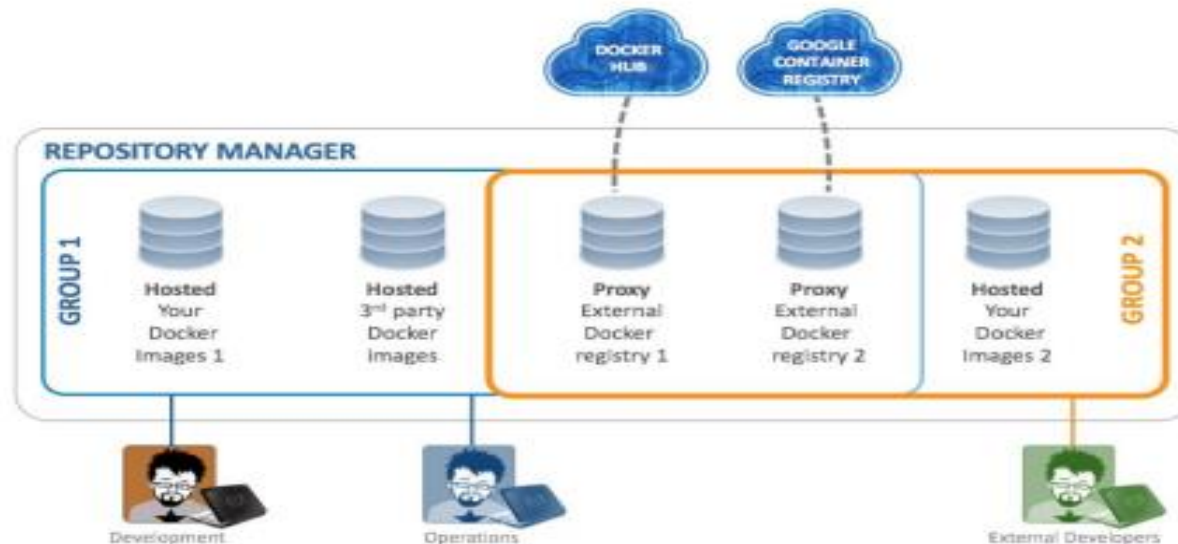 DOCKER
HUB
GOOGLE
CONTAINER
REGISTRY
REPOSITORY MANAGER
GROUP 1
Hosted
Your
Docker
Images 1
Hosted
3rd party
Docker
images
Proxy
External
Docker
registry 1
Proxy
External
Docker
registry 2
Hosted
Your
Docker
Images 2
GROUP 2
Development
Operations
External Developers